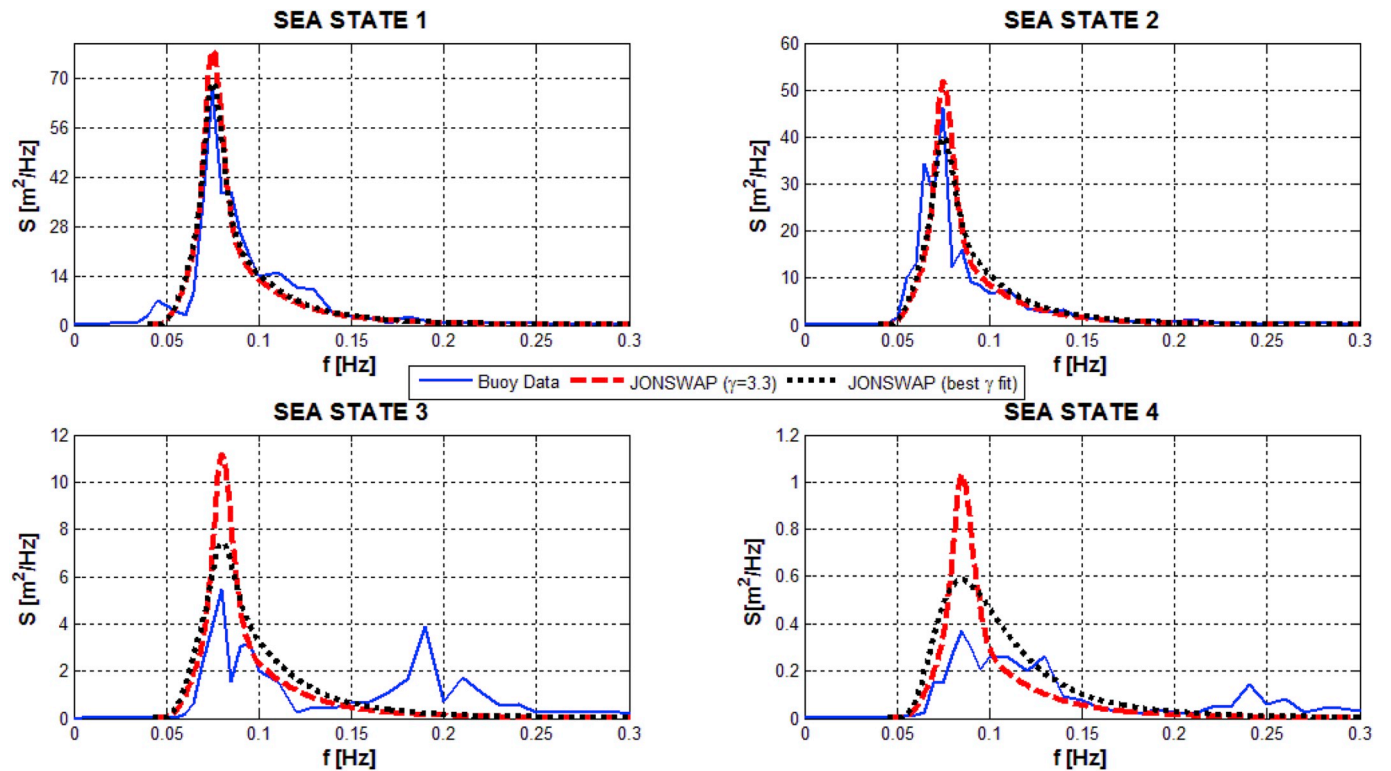 SEA STATE 1
SEA STATE 2
S [m²/Hz]
70
56
42
28
14
0
0 0.05 0.1 0.15 0.2 0.25 0.3
f [Hz]
S [m²/Hz]
60
50
40
30
20
10
0
0 0.05 0.1 0.15 0.2 0.25 0.3
f [Hz]
Buoy Data JONSWAP (γ=3.3) JONSWAP (best γ fit)
SEA STATE 3
SEA STATE 4
S [m²/Hz]
12
10
8
6
4
2
0
0 0.05 0.1 0.15 0.2 0.25 0.3
f [Hz]
S[m²/Hz]
1.2
1
0.8
0.6
0.4
0.2
0
0 0.05 0.1 0.15 0.2 0.25 0.3
f [Hz]